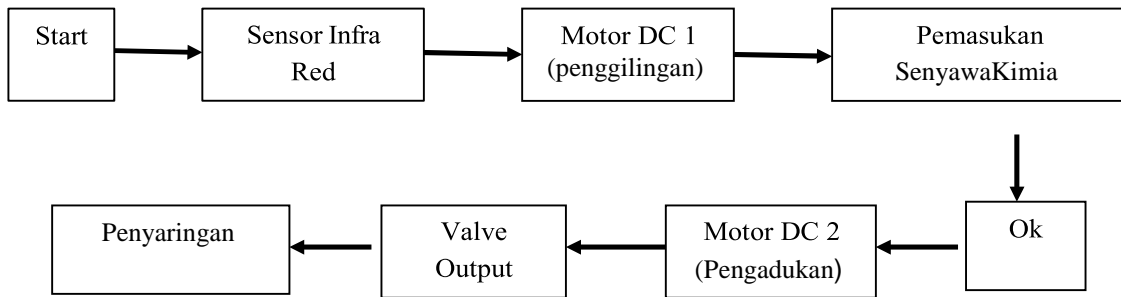 Start
Sensor Infra
Red
Motor DC 1
(penggilingan)
Pemasukan
SenyawaKimia
Ok
Motor DC 2
(Pengadukan)
Valve
Output
Penyaringan